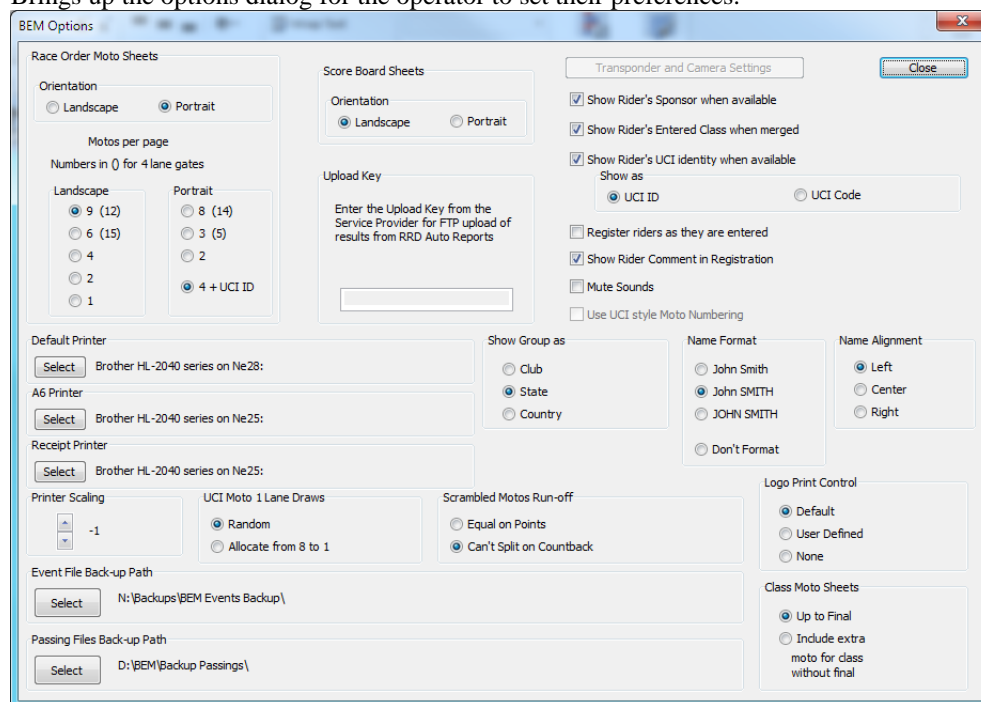 Brings up the options dialog for the operator to set their preferences.
BEM Options
Race Order Moto Sheets
Orientation
Landscape
Portrait
Motos per page
Numbers in () for 4 lane gates
Landscape
9 (12)
6 (15)
4
2
1
Portrait
8 (14)
3 (5)
2
4 + UCI ID
Score Board Sheets
Orientation
Landscape
Portrait
Upload Key
Enter the Upload Key from the
Service Provider for FTP upload of
results from RRD Auto Reports
Transponder and Camera Settings
Close
Show Rider's Sponsor when available
Show Rider's Entered Class when merged
Show Rider's UCI identity when available
Show as
UCI ID
UCI Code
Register riders as they are entered
Show Rider Comment in Registration
Mute Sounds
Use UCI style Moto Numbering
Default Printer
Select
Brother HL-2040 series on Ne28:
A6 Printer
Select
Brother HL-2040 series on Ne25:
Receipt Printer
Select
Brother HL-2040 series on Ne25:
Show Group as
Club
State
Country
Name Format
John Smith
John SMITH
JOHN SMITH
Don't Format
Name Alignment
Left
Center
Right
Printer Scaling
-1
UCI Moto 1 Lane Draws
Random
Allocate from 8 to 1
Scrambled Motos Run-off
Equal on Points
Can't Split on Countback
Logo Print Control
Default
User Defined
None
Event File Back-up Path
Select
N:\Backups\BEM Events Backup\
Passing Files Back-up Path
Select
D:\BEM\Backup Passings\
Class Moto Sheets
Up to Final
Include extra
moto for class
without final